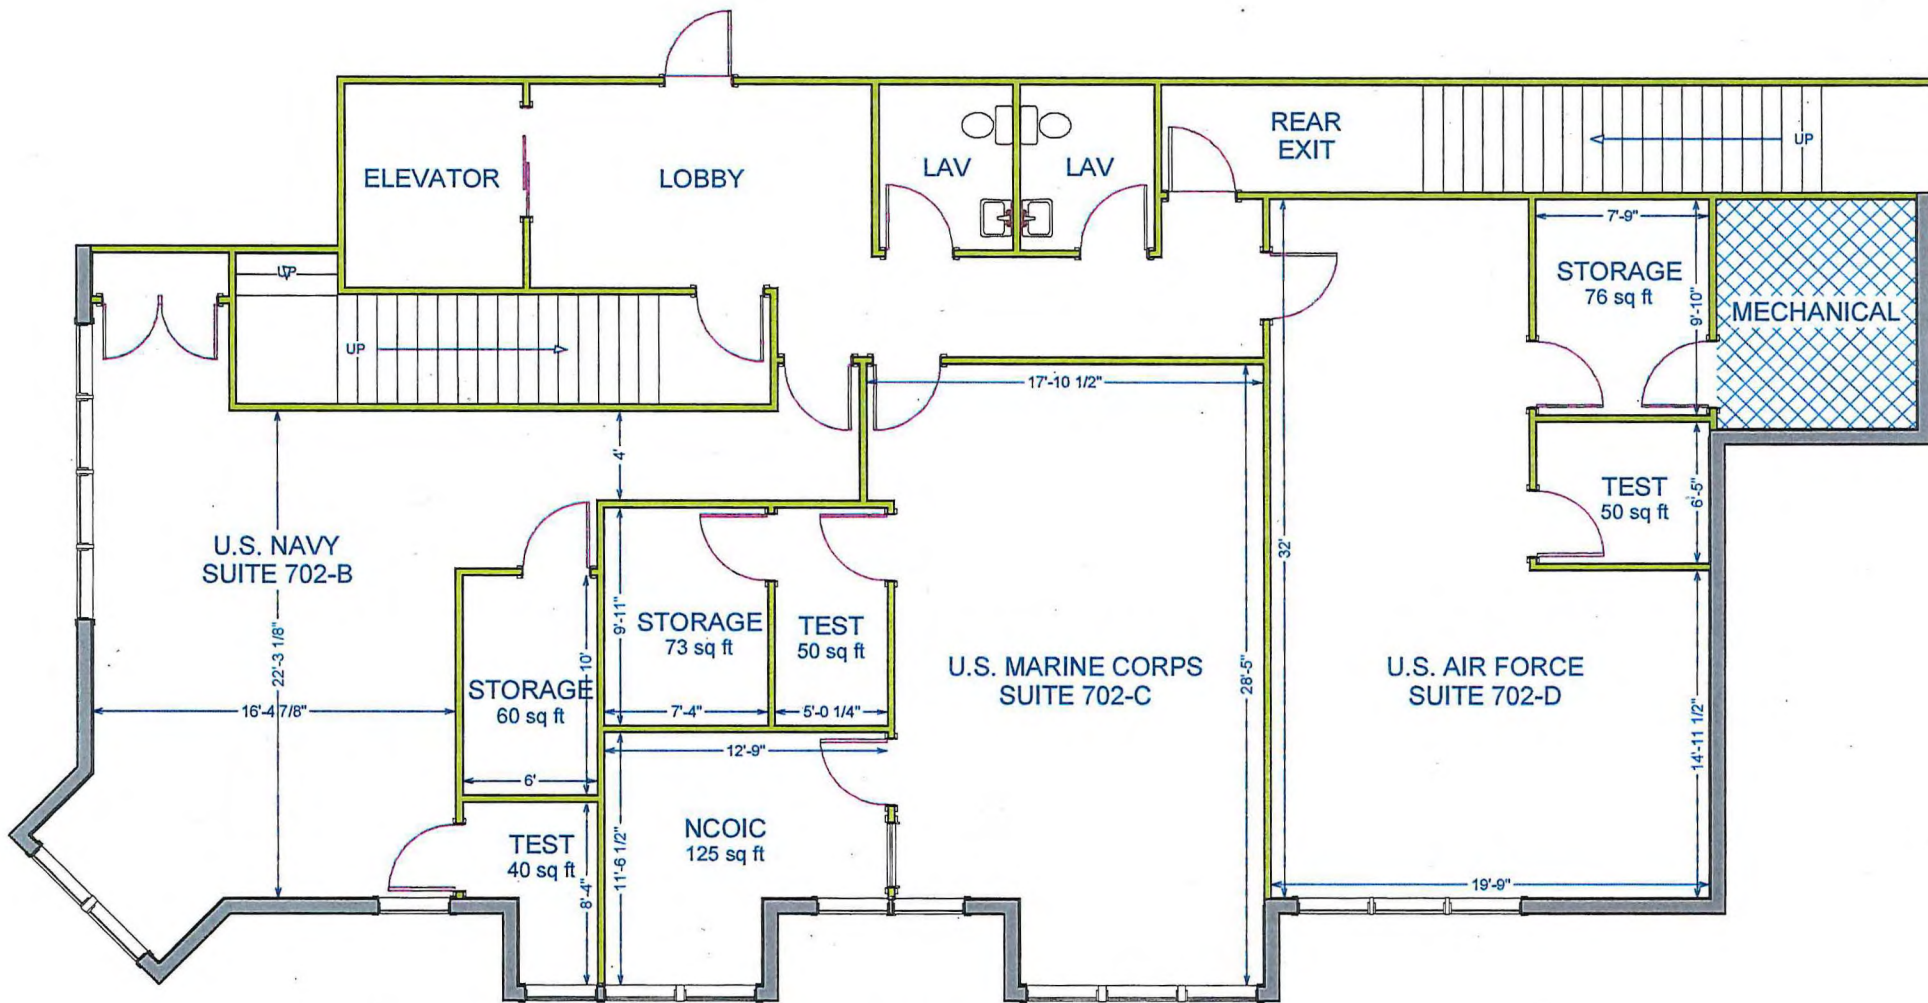 REAR
EXIT
UP
ELEVATOR
LOBBY
LAV
LAV
7'-9"
STORAGE
76 sq ft
9'-10"
MECHANICAL
UP
UP
17'-10 1/2"
4'
TEST
50 sq ft
6'-5"
U.S. NAVY
SUITE 702-B
22'-3 1/8"
16'-4 7/8"
32'
9'-11"
STORAGE
73 sq ft
7'-4"
TEST
50 sq ft
5'-0 1/4"
10'
STORAGE
60 sq ft
6'
U.S. MARINE CORPS
SUITE 702-C
28'-5"
U.S. AIR FORCE
SUITE 702-D
14'-11 1/2"
12'-9"
NCOIC
125 sq ft
11'-6 1/2"
TEST
40 sq ft
8'-4"
19'-9"